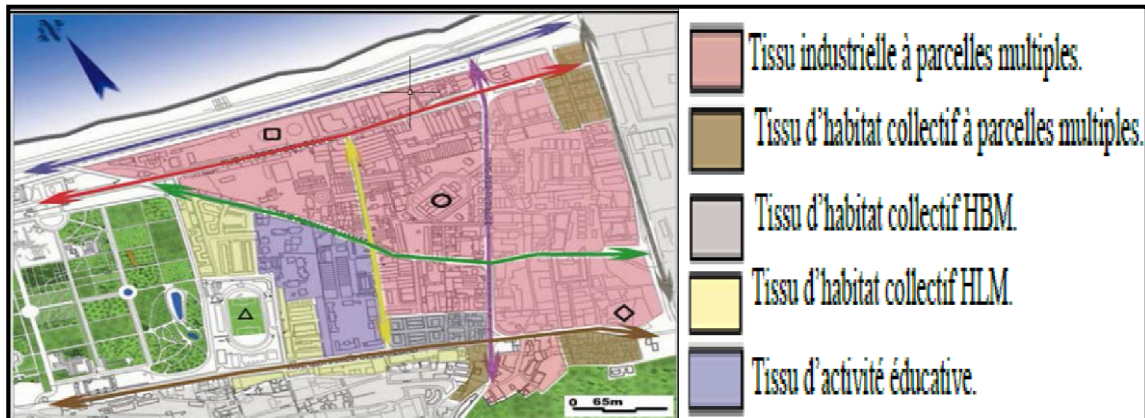 N
Tissu industrielle à parcelles multiples.
Tissu d'habitat collectif à parcelles multiples.
Tissu d'habitat collectif HBM.
Tissu d'habitat collectif HLM.
Tissu d'activité éducative.
0 65m